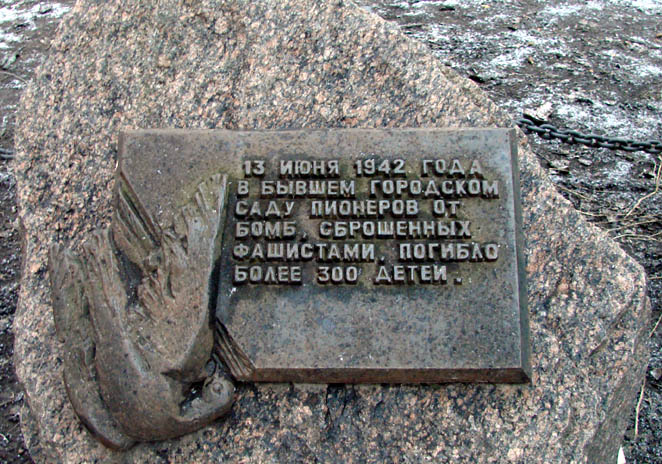 13 ИЮНЯ 1942 ГОДА
В БЫВШЕМ ГОРОДСКОМ
САДУ ПИОНЕРОВ ОТ
БОМБ, СБРОШЕННЫХ
ФАШИСТАМИ, ПОГИБЛО
БОЛЕЕ 300 ДЕТЕЙ.